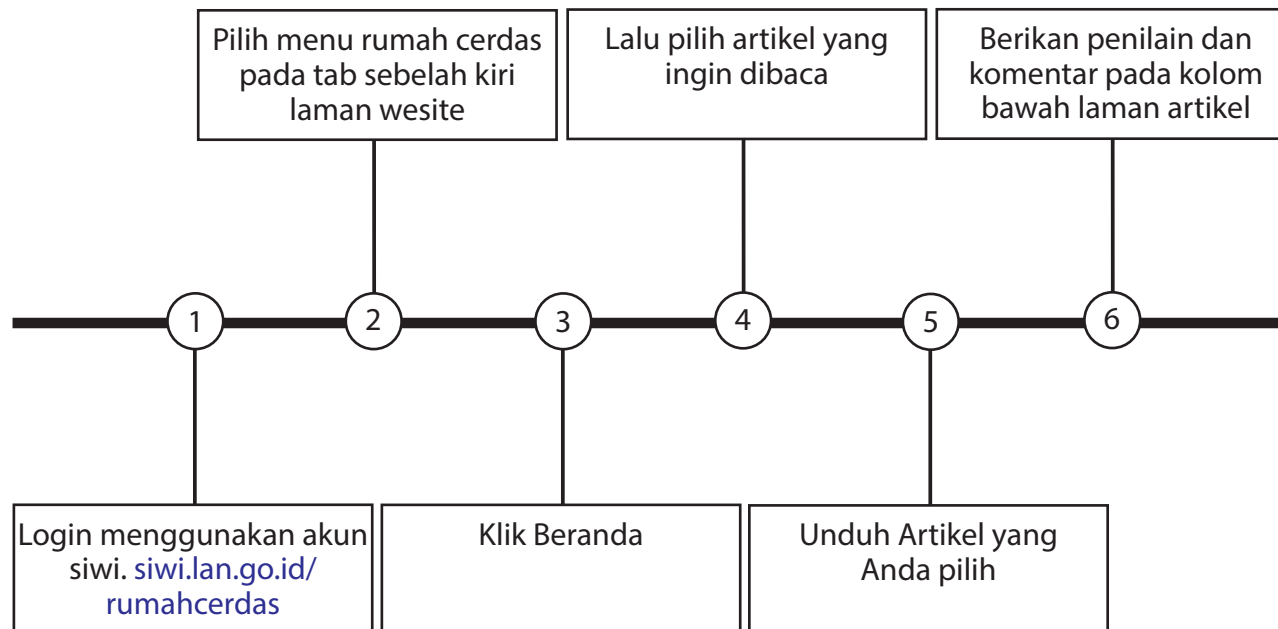 Pilih menu rumah cerdas
pada tab sebelah kiri
laman wesite
Lalu pilih artikel yang
ingin dibaca
Berikan penilain dan
komentar pada kolom
bawah laman artikel
1
2
3
4
5
6
Login menggunakan akun
siwi. siwi.lan.go.id/
rumahcerdas
Klik Beranda
Unduh Artikel yang
Anda pilih